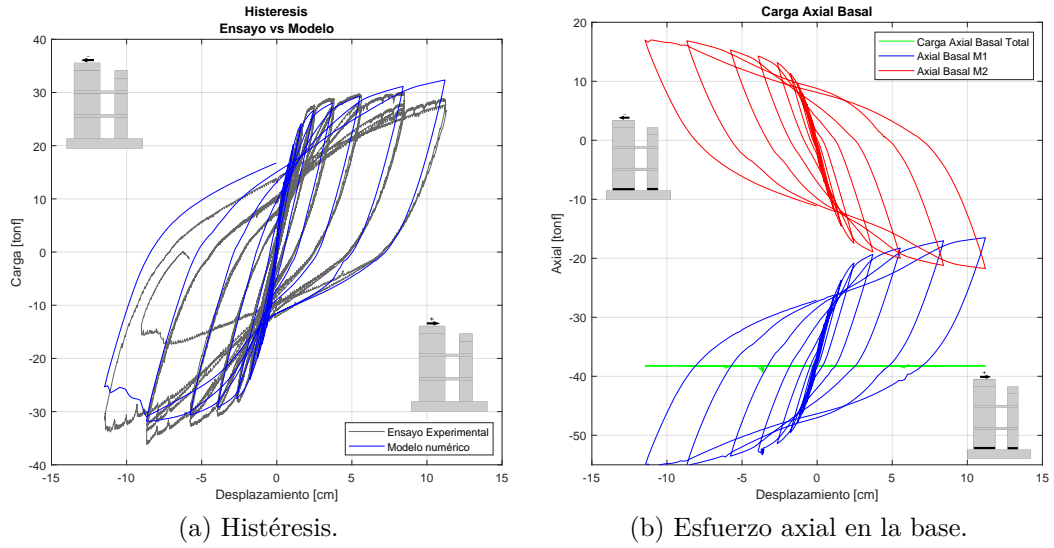 Histeresis
Ensayo vs Modelo
40
30
20
10
0
-10
-20
-30
-40
Carga [tonf]
-15
-10
-5
0
5
10
15
Desplazamiento [cm]
+
Ensayo Experimental
Modelo numérico
(a) Histéresis.
Carga Axial Basal
20
10
0
-10
-20
-30
-40
-50
Axial [tonf]
-15
-10
-5
0
5
10
15
Desplazamiento [cm]
Carga Axial Basal Total
Axial Basal M1
Axial Basal M2
-
+
(b) Esfuerzo axial en la base.